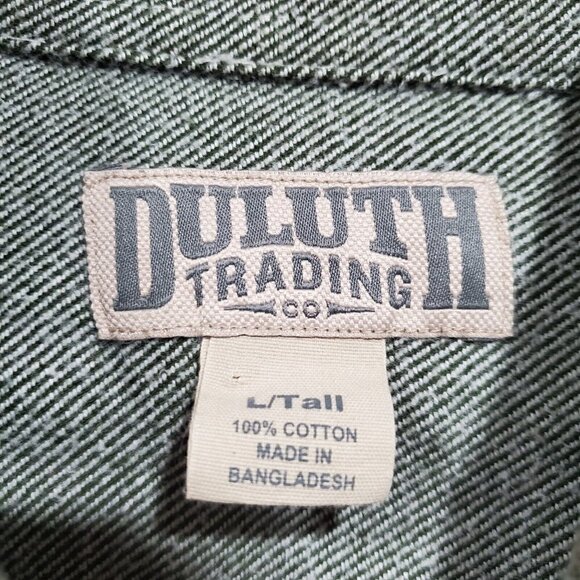 DULUTH
TRADING
CO
L/Tall
100% COTTON
MADE IN
BANGLADESH